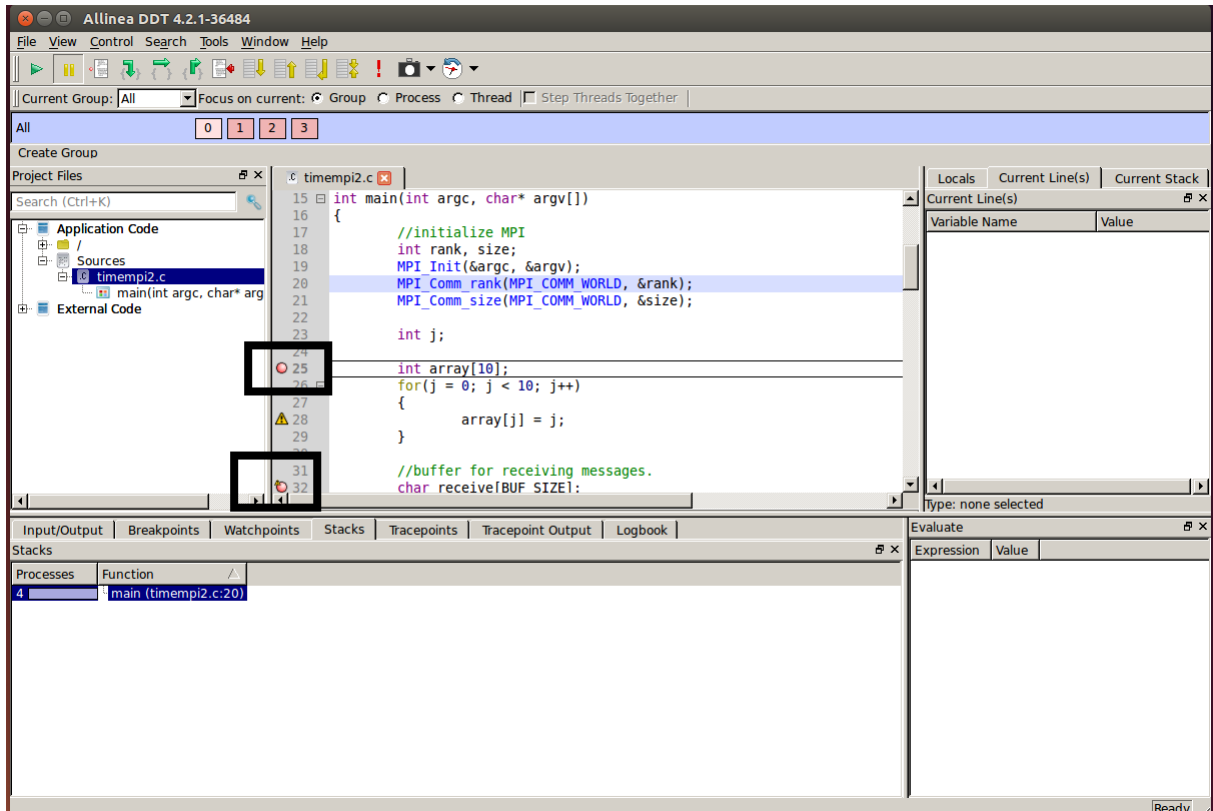 Allinea DDT 4.2.1-36484
File View Control Search Tools Window Help
Current Group: All Focus on current: Group Process Thread Step Threads Together
All 0 1 2 3
Create Group
Project Files
Search (Ctrl+K)
Application Code
/
Sources
timempi2.c
main(int argc, char* arg
External Code
timempi2.c
15 int main(int argc, char* argv[])
16 {
17 //initialize MPI
18 int rank, size;
19 MPI_Init(&argc, &argv);
20 MPI_Comm_rank(MPI_COMM_WORLD, &rank);
21 MPI_Comm_size(MPI_COMM_WORLD, &size);
22
23 int j;
24
25 int array[10];
26 for(j = 0; j < 10; j++)
27 {
28 array[j] = j;
29 }
31 //buffer for receiving messages.
32 char receive[BUF_SIZE];
Locals Current Line(s) Current Stack
Current Line(s)
Variable Name Value
Type: none selected
Input/Output Breakpoints Watchpoints Stacks Tracepoints Tracepoint Output Logbook
Stacks
Processes Function
4 main (timempi2.c:20)
Evaluate
Expression Value
Ready